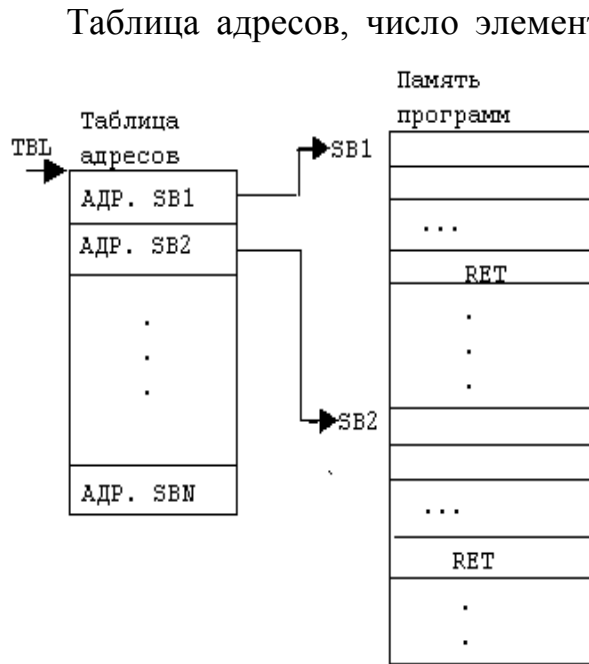 Таблица адресов, число элемент
Память
программ
Таблица
адресов
TBL
SB1
АДР. SB1
АДР. SB2
...
RET
.
.
.
.
.
.
SB2
АДР. SBN
...
RET
.
.